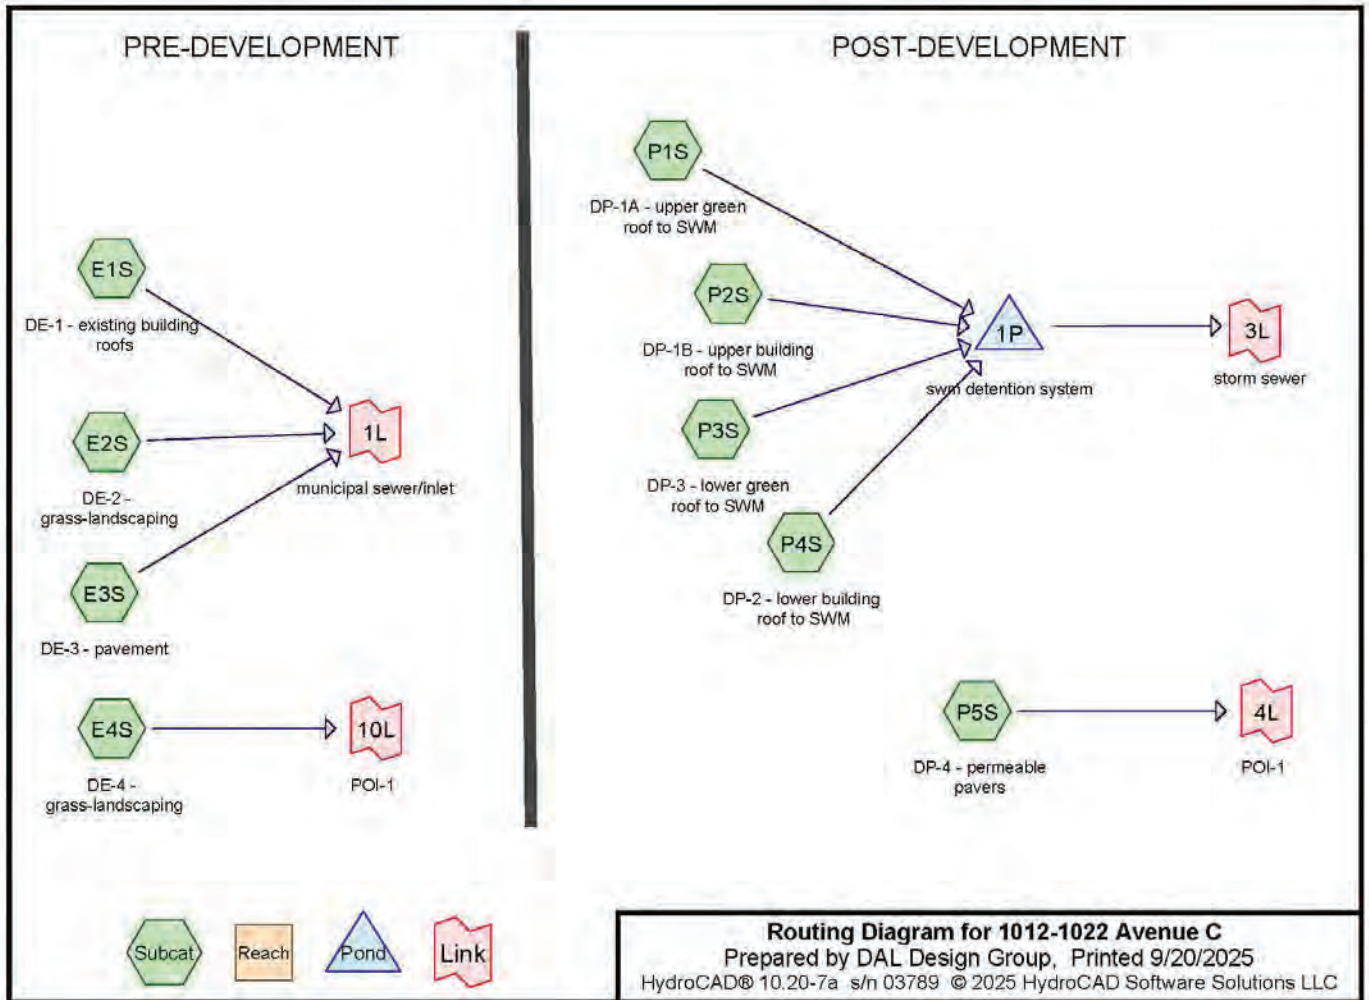 PRE-DEVELOPMENT
E1S
DE-1 - existing building
roofs
E2S
DE-2 -
grass-landscaping
E3S
DE-3 - pavement
1L
municipal sewer/inlet
E4S
DE-4 -
grass-landscaping
10L
POI-1
POST-DEVELOPMENT
P1S
DP-1A - upper green
roof to SWM
P2S
DP-1B - upper building
roof to SWM
P3S
DP-3 - lower green
roof to SWM
P4S
DP-2 - lower building
roof to SWM
1P
swm detention system
3L
storm sewer
P5S
DP-4 - permeable
pavers
4L
POI-1
Subcat
Reach
Pond
Link
Routing Diagram for 1012-1022 Avenue C
Prepared by DAL Design Group, Printed 9/20/2025
HydroCAD® 10.20-7a s/n 03789 © 2025 HydroCAD Software Solutions LLC